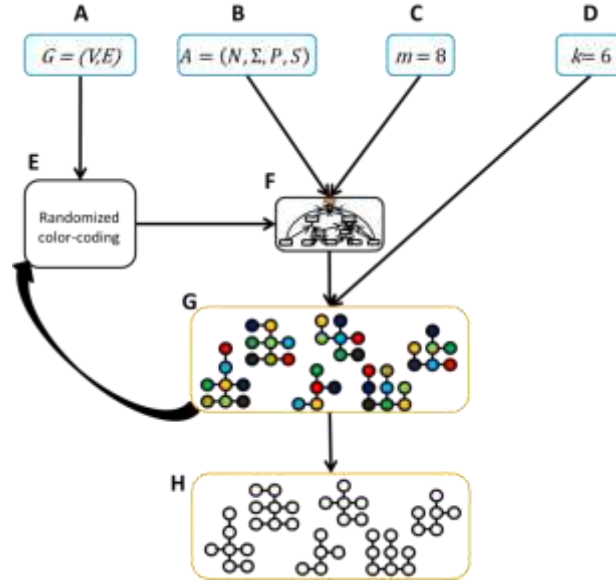 A
B
C
D
G = (V,E)
A = (N, Σ, P, S)
m = 8
k= 6
E
F
Randomized
color-coding
G
H